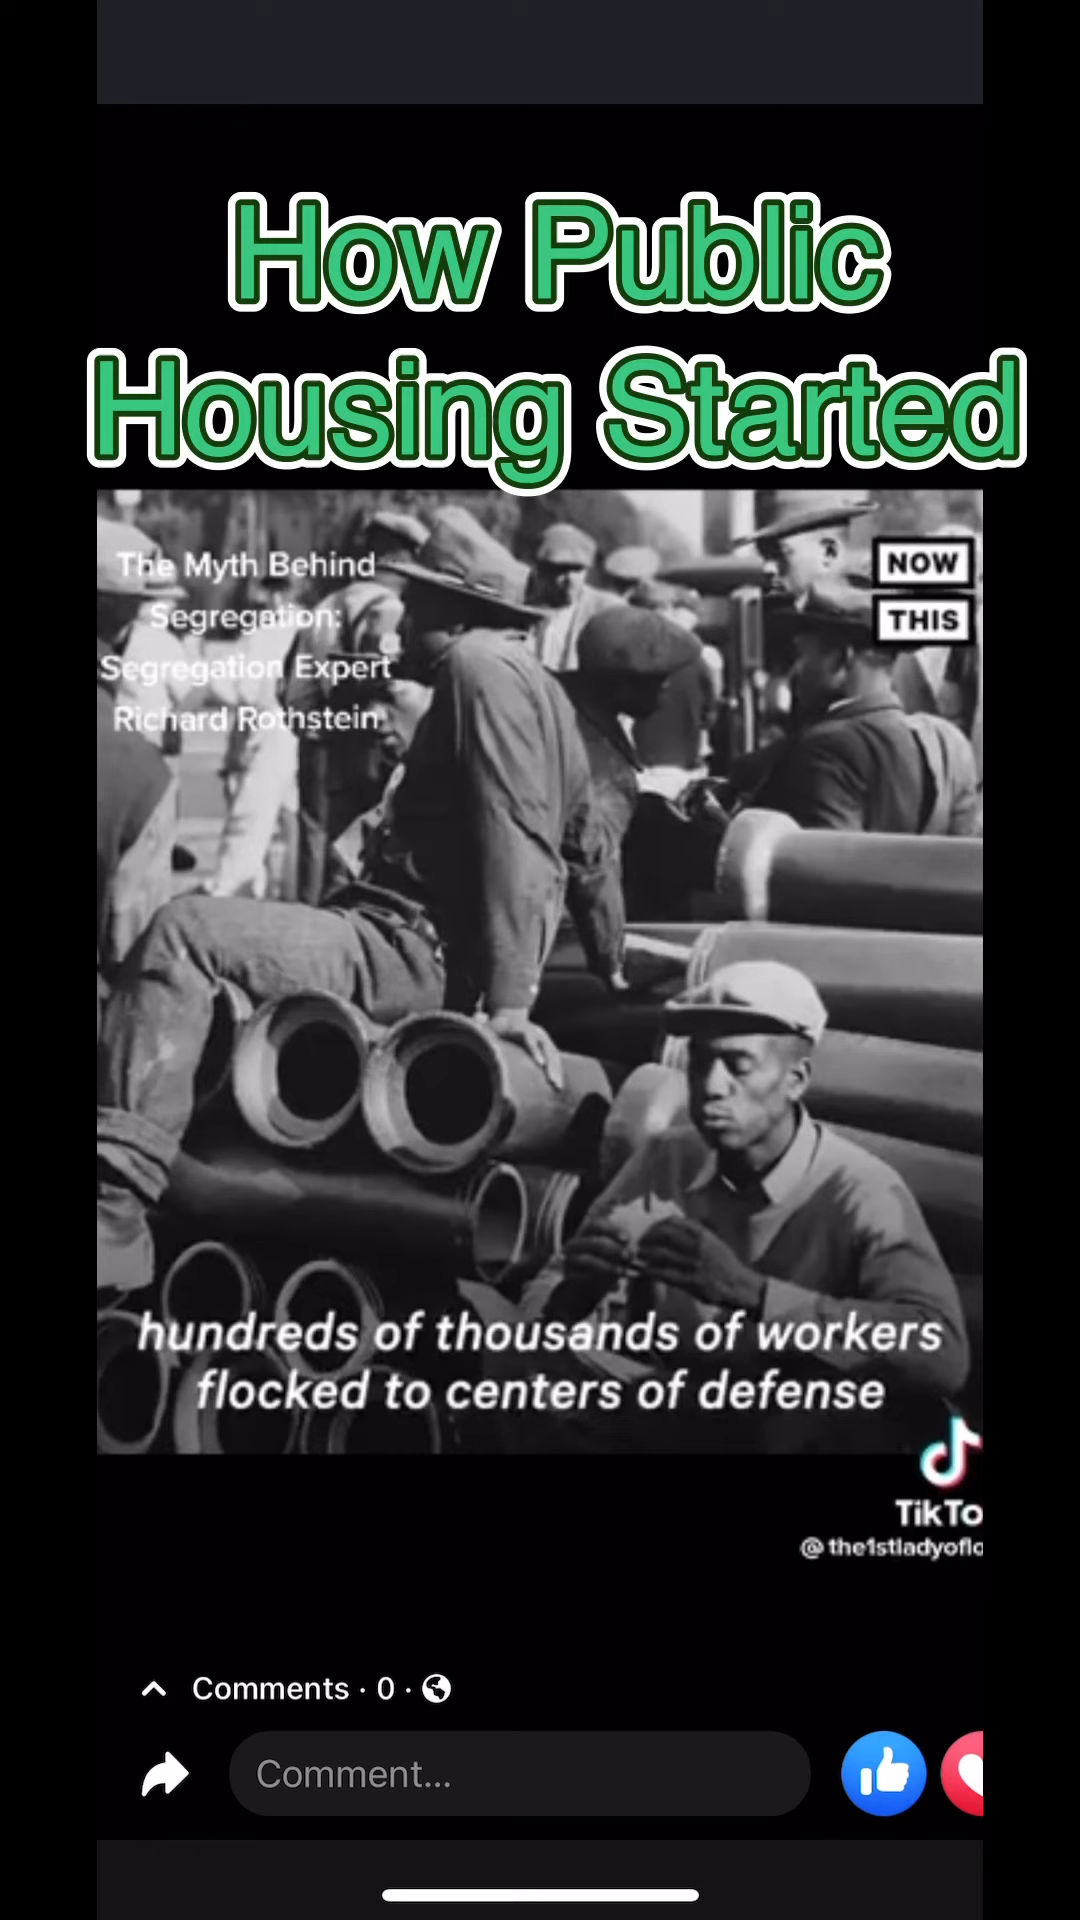 How Public
Housing Started
The Myth Behind
Segregation:
Segregation Expert
Richard Rothstein
NOW
THIS
hundreds of thousands of workers
flocked to centers of defense
TikTo
@the1stladyoflo
Comments · 0 ·
Comment...